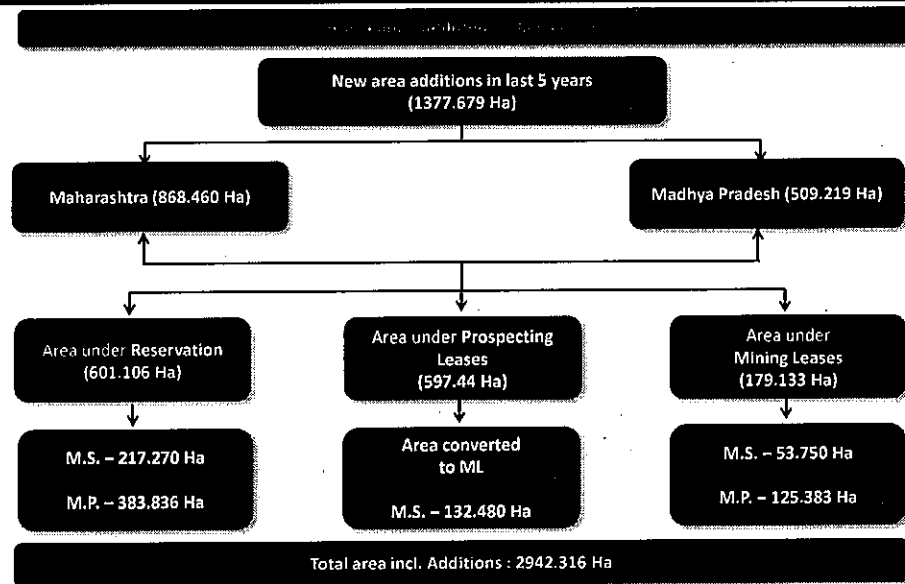 New area additions in last 5 years
(1377.679 Ha)
Maharashtra (868.460 Ha)
Madhya Pradesh (509.219 Ha)
Area under Reservation
(601.106 Ha)
Area under Prospecting
Leases
(597.44 Ha)
Area under
Mining Leases
(179.133 Ha)
M.S. – 217.270 Ha
M.P. – 383.836 Ha
Area converted
to ML
M.S. – 132.480 Ha
M.S. – 53.750 Ha
M.P. – 125.383 Ha
Total area incl. Additions : 2942.316 Ha